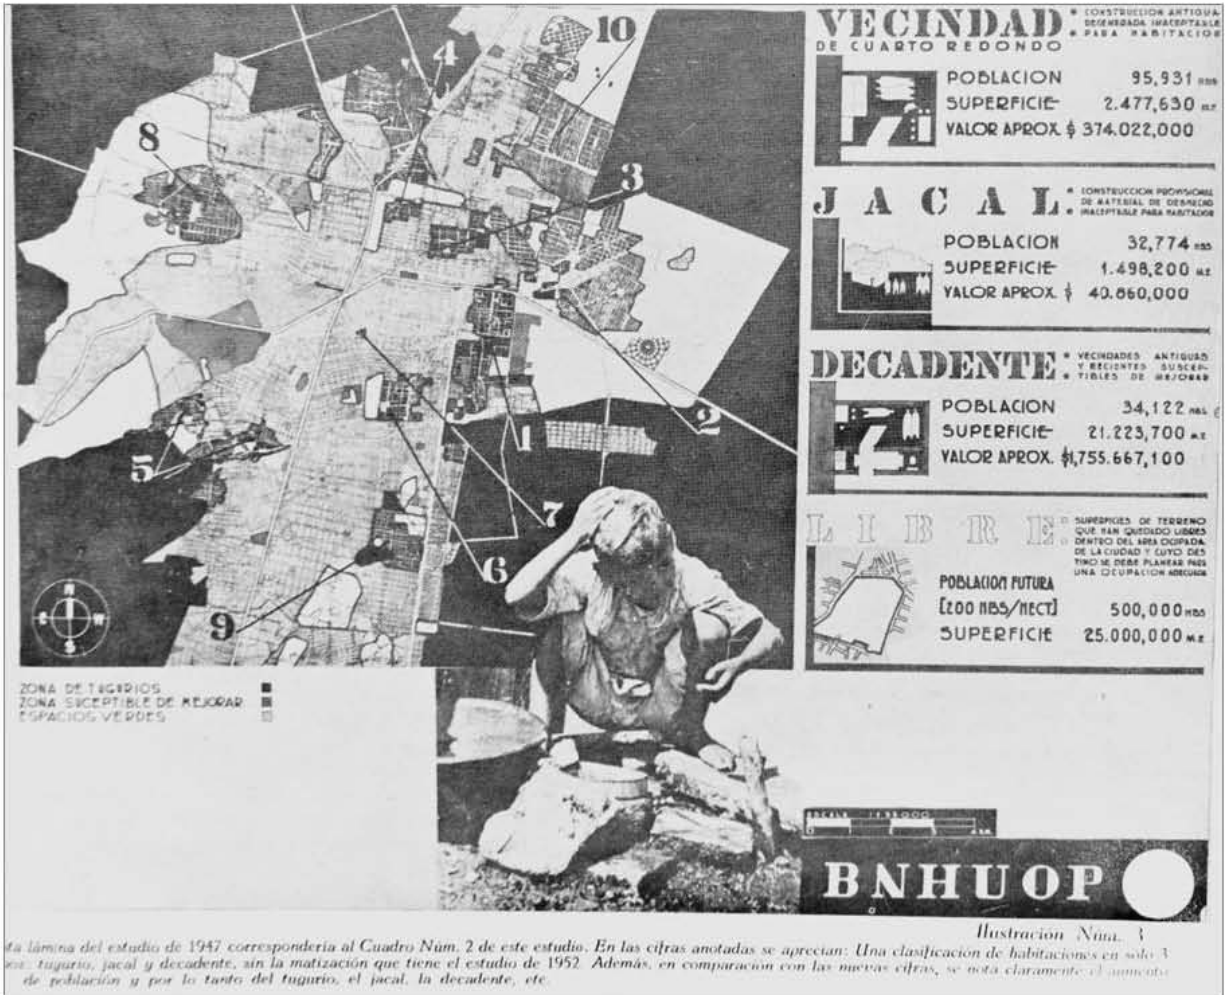 VECINDAD
DE CUARTO REDONDO
CONSTRUCCION ANTIGUA
DEGENERADA INACEPTABLE
PARA HABITACION
POBLACION 95,931 HBS
SUPERFICIE 2.477,630 M2
VALOR APROX. $ 374.022,000
JACAL
CONSTRUCCION PROVISIONAL
DE MATERIAL DE DESHECHO
INACEPTABLE PARA HABITACION
POBLACION 32,774 HBS
SUPERFICIE 1.498,200 M2
VALOR APROX. $ 40.860,000
DECADENTE
VECINDADES ANTIGUAS
Y RECIENTES SUSCEP-
TIBLES DE MEJORAR
POBLACION 34,122 HBS
SUPERFICIE 21.223,700 M2
VALOR APROX. $1,755.667,100
LIBRE
SUPERFICIES DE TERRENO
QUE HAN QUEDADO LIBRES
DENTRO DEL AREA OCUPADA
DE LA CIUDAD Y CUYO DES
TINO SE DEBE PLANEAR PARA
UNA OCUPACION ADECUADA
POBLACION FUTURA
[200 HBS/HECT] 500,000 HBS
SUPERFICIE 25.000,000 M2
10
4
8
3
2
1
5
7
6
9
N
E W
S
ZONA DE TUGURIOS
ZONA SUCEPTIBLE DE MEJORAR
ESPACIOS VERDES
ESCALA
BNHUOP
Ilustración Núm. 3
ta lámina del estudio de 1947 correspondería al Cuadro Núm. 2 de este estudio. En las cifras anotadas se aprecian: Una clasificación de habitaciones en sólo 3
tugurio, jacal y decadente, sin la matización que tiene el estudio de 1952. Además, en comparación con las nuevas cifras, se nota claramente el aumento
de población y por lo tanto del tugurio, el jacal, la decadente, etc.